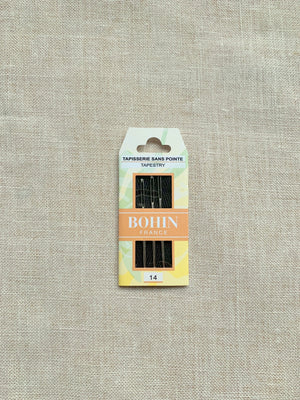 TAPISSERIE SANS POINTE
TAPESTRY
BOHIN
FRANCE
14